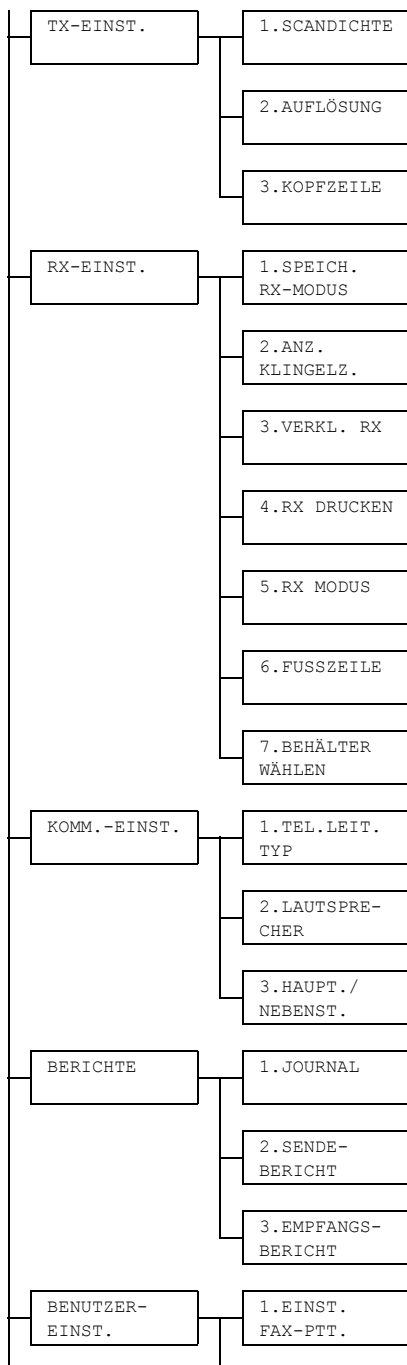 TX-EINST.
1.SCANDICHTE
2.AUFLÖSUNG
3.KOPFZEILE
RX-EINST.
1.SPEICH.
RX-MODUS
2.ANZ.
KLINGELZ.
3.VERKL. RX
4.RX DRUCKEN
5.RX MODUS
6.FUSSZEILE
7.BEHÄLTER
WÄHLEN
KOMM.-EINST.
1.TEL.LEIT.
TYP
2.LAUTSPRE-
CHER
3.HAUPT./
NEBENST.
BERICHTE
1.JOURNAL
2.SENDE-
BERICHT
3.EMPFANGS-
BERICHT
BENUTZER-
EINST.
1.EINST.
FAX-PTT.